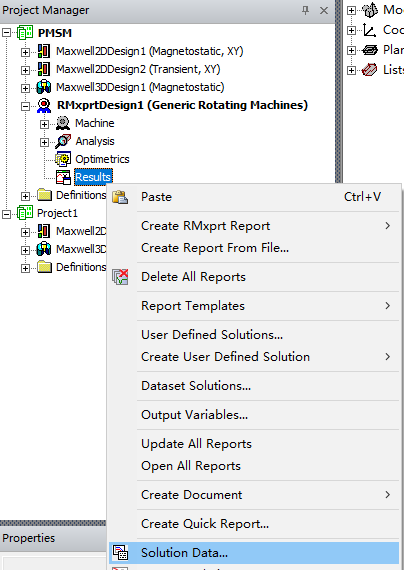 Project Manager
PMSM
Maxwell2DDesign1 (Magnetostatic, XY)
Maxwell2DDesign2 (Transient, XY)
Maxwell3DDesign1 (Magnetostatic)
RMxprtDesign1 (Generic Rotating Machines)
Machine
Analysis
Optimetrics
Results
Definitions
Project1
Maxwell2D
Maxwell3D
Definitions
Mo
Coo
Plan
Lists
Paste Ctrl+V
Create RMxprt Report
Create Report From File...
Delete All Reports
Report Templates
User Defined Solutions...
Create User Defined Solution
Dataset Solutions...
Output Variables...
Update All Reports
Open All Reports
Create Document
Create Quick Report...
Solution Data...
Properties